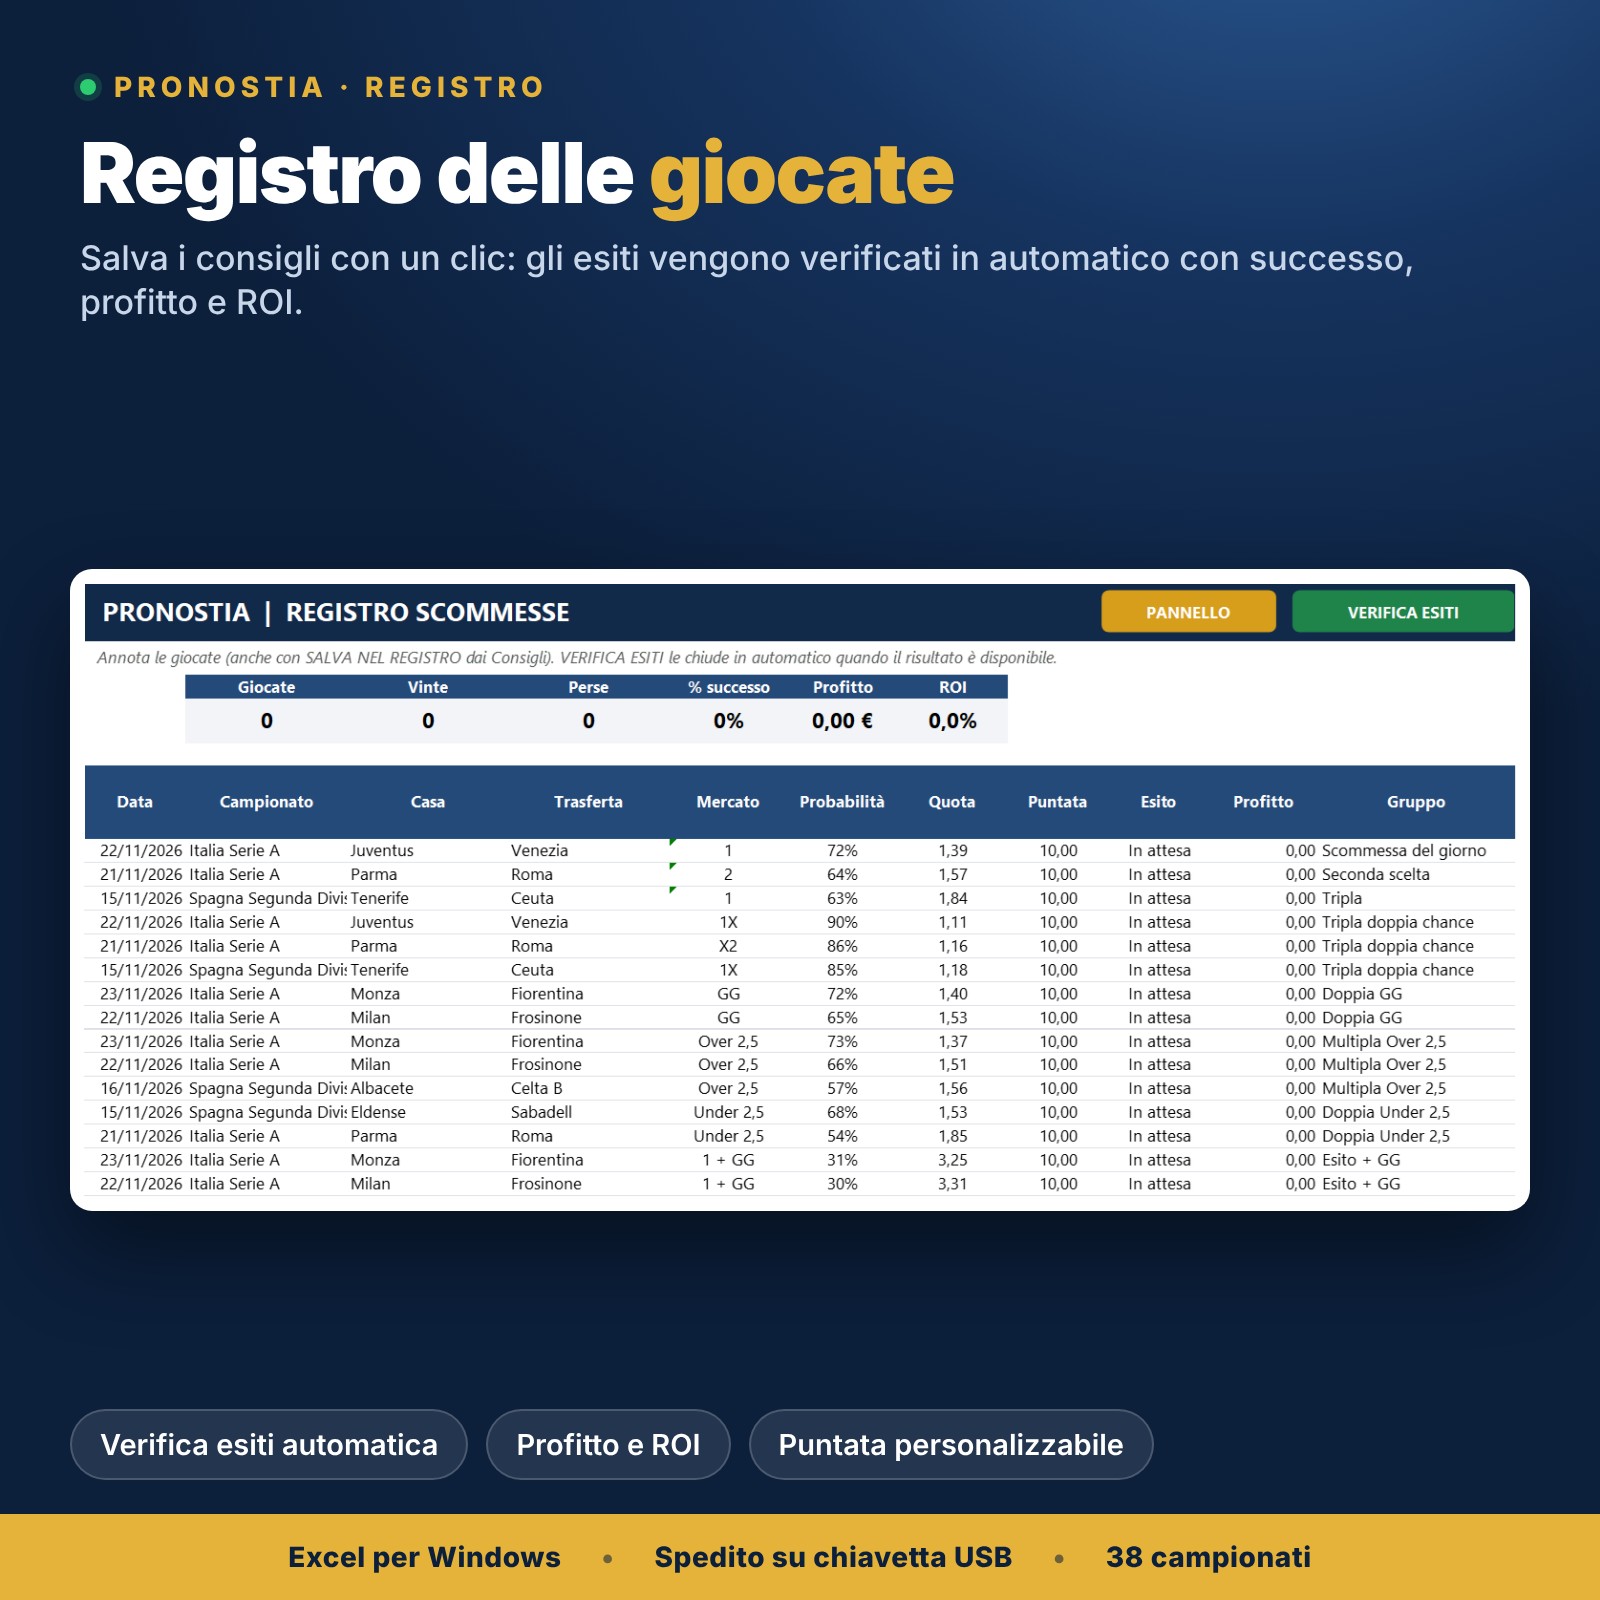 PRONOSTIA · REGISTRO
Registro delle giocate
Salva i consigli con un clic: gli esiti vengono verificati in automatico con successo,
profitto e ROI.
PRONOSTIA | REGISTRO SCOMMESSE PANNELLO VERIFICA ESITI
Annota le giocate (anche con SALVA NEL REGISTRO dai Consigli). VERIFICA ESITI le chiude in automatico quando il risultato è disponibile.
Giocate Vinte Perse % successo Profitto ROI
0 0 0 0% 0,00 € 0,0%
Data Campionato Casa Trasferta Mercato Probabilità Quota Puntata Esito Profitto Gruppo
22/11/2026 Italia Serie A Juventus Venezia 1 72% 1,39 10,00 In attesa 0,00 Scommessa del giorno
21/11/2026 Italia Serie A Parma Roma 2 64% 1,57 10,00 In attesa 0,00 Seconda scelta
15/11/2026 Spagna Segunda Divis Tenerife Ceuta 1 63% 1,84 10,00 In attesa 0,00 Tripla
22/11/2026 Italia Serie A Juventus Venezia 1X 90% 1,11 10,00 In attesa 0,00 Tripla doppia chance
21/11/2026 Italia Serie A Parma Roma X2 86% 1,16 10,00 In attesa 0,00 Tripla doppia chance
15/11/2026 Spagna Segunda Divis Tenerife Ceuta 1X 85% 1,18 10,00 In attesa 0,00 Tripla doppia chance
23/11/2026 Italia Serie A Monza Fiorentina GG 72% 1,40 10,00 In attesa 0,00 Doppia GG
22/11/2026 Italia Serie A Milan Frosinone GG 65% 1,53 10,00 In attesa 0,00 Doppia GG
23/11/2026 Italia Serie A Monza Fiorentina Over 2,5 73% 1,37 10,00 In attesa 0,00 Multipla Over 2,5
22/11/2026 Italia Serie A Milan Frosinone Over 2,5 66% 1,51 10,00 In attesa 0,00 Multipla Over 2,5
16/11/2026 Spagna Segunda Divis Albacete Celta B Over 2,5 57% 1,56 10,00 In attesa 0,00 Multipla Over 2,5
15/11/2026 Spagna Segunda Divis Eldense Sabadell Under 2,5 68% 1,53 10,00 In attesa 0,00 Doppia Under 2,5
21/11/2026 Italia Serie A Parma Roma Under 2,5 54% 1,85 10,00 In attesa 0,00 Doppia Under 2,5
23/11/2026 Italia Serie A Monza Fiorentina 1 + GG 31% 3,25 10,00 In attesa 0,00 Esito + GG
22/11/2026 Italia Serie A Milan Frosinone 1 + GG 30% 3,31 10,00 In attesa 0,00 Esito + GG
Verifica esiti automatica Profitto e ROI Puntata personalizzabile
Excel per Windows • Spedito su chiavetta USB • 38 campionati